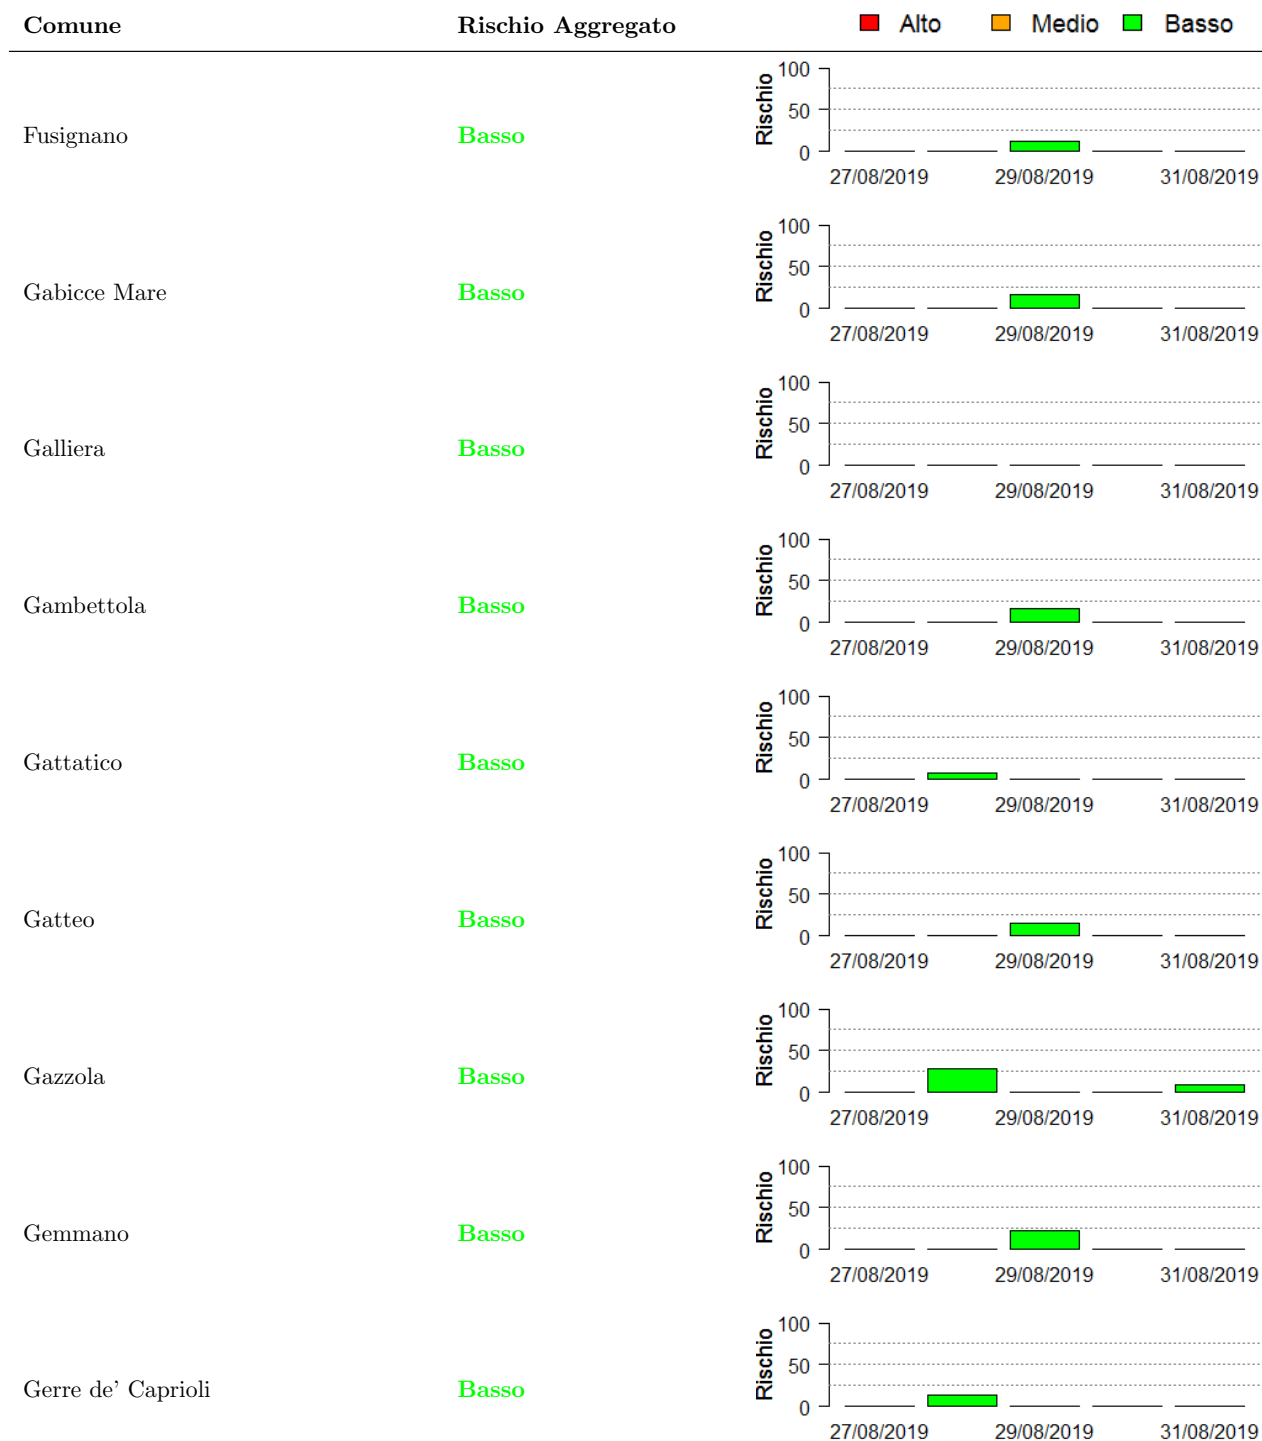 Comune Rischio Aggregato Alto Medio Basso
Fusignano Basso
Rischio
100
50
0
27/08/2019 29/08/2019 31/08/2019
Gabicce Mare Basso
Rischio
100
50
0
27/08/2019 29/08/2019 31/08/2019
Galliera Basso
Rischio
100
50
0
27/08/2019 29/08/2019 31/08/2019
Gambettola Basso
Rischio
100
50
0
27/08/2019 29/08/2019 31/08/2019
Gattatico Basso
Rischio
100
50
0
27/08/2019 29/08/2019 31/08/2019
Gatteo Basso
Rischio
100
50
0
27/08/2019 29/08/2019 31/08/2019
Gazzola Basso
Rischio
100
50
0
27/08/2019 29/08/2019 31/08/2019
Gemmano Basso
Rischio
100
50
0
27/08/2019 29/08/2019 31/08/2019
Gerre de’ Caprioli Basso
Rischio
100
50
0
27/08/2019 29/08/2019 31/08/2019